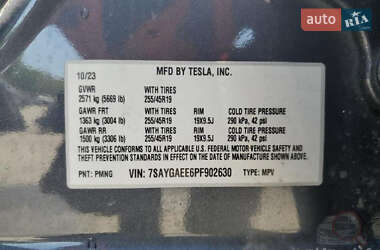 auto RIA
MFD BY TESLA, INC.
10/23
GVWR WITH TIRES
2571 kg (5669 lb) 255/45R19
GAWR FRT WITH TIRES RIM COLD TIRE PRESSURE
1363 kg (3004 lb) 255/45R19 19X9.5J 290 kPa, 42 psi
GAWR RR WITH TIRES RIM COLD TIRE PRESSURE
1500 kg (3306 lb) 255/45R19 19X9.5J 290 kPa, 42 psi
THIS VEHICLE CONFORMS TO ALL APPLICABLE U.S. FEDERAL MOTOR VEHICLE SAFETY AND
THEFT PREVENTION STANDARDS IN EFFECT ON THE DATE OF MANUFACTURE SHOWN ABOVE.
PNT: PMNG VIN: 7SAYGAEE6PF902630 TYPE: MPV